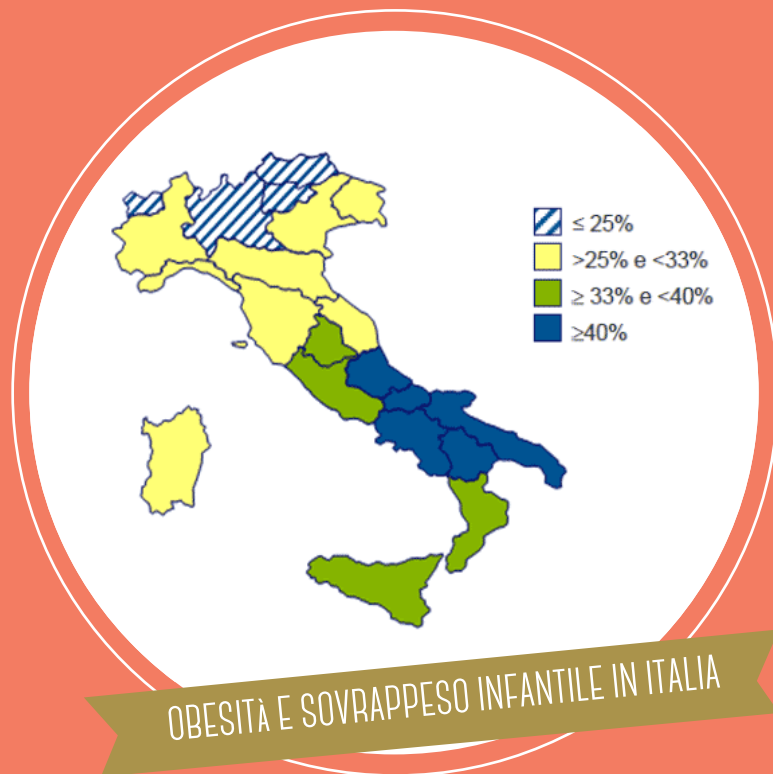 ≤ 25%
>25% e <33%
≥ 33% e <40%
≥40%
OBESITÀ E SOVRAPPESO INFANTILE IN ITALIA